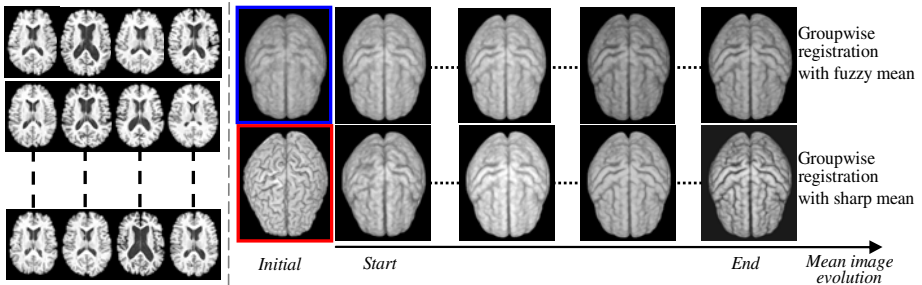 Groupwise
registration
with fuzzy mean
Groupwise
registration
with sharp mean
Initial
Start
End
Mean image
evolution